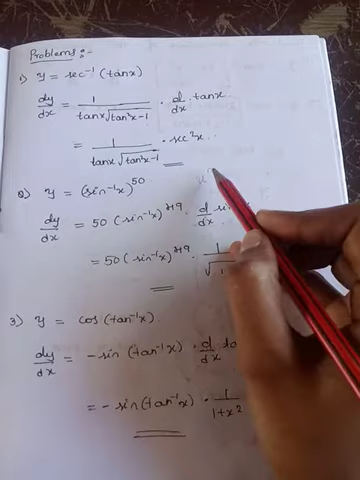 Problems :-
1) y = sec⁻¹ (tanx)
dy/dx = 1/(tanx√(tan²x-1)) · d/dx · tanx
= 1/(tanx√(tan²x-1)) · sec²x
2) y = (sin⁻¹x)⁵⁰
dy/dx = 50 (sin⁻¹x)⁴⁹ · d/dx
= 50 (sin⁻¹x)⁴⁹ · 1/√1
3) y = cos (tan⁻¹x)
dy/dx = -sin (tan⁻¹x) · d/dx
= - sin (tan⁻¹x) · 1/(1+x²)